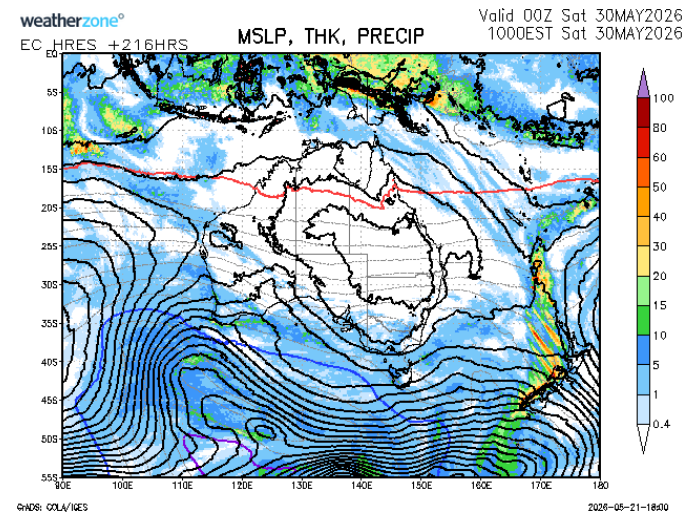 weatherzone°
Valid 00Z Sat 30MAY2026
EC HRES +216HRS
MSLP, THK, PRECIP
1000EST Sat 30MAY2026
EQ
5S
10S
15S
20S
25S
30S
35S
40S
45S
50S
55S
90E 100E 110E 120E 130E 140E 150E 160E 170E 180
100
80
60
50
40
30
20
15
10
5
1
0.4
GrADS: COLA/IGES
2026-05-21-18:00